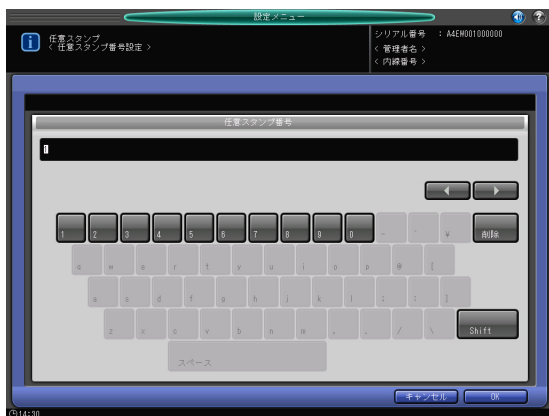 設定メニュー
任意スタンプ
< 任意スタンプ番号設定 >
シリアル番号 : A4EW001000000
< 管理者名 >
< 内線番号 >
任意スタンプ番号
1 2 3 4 5 6 7 8 9 0 - ^ ¥ 削除
q w e r t y u i o p @ [
a s d f g h j k l ; : ]
z x c v b n m , . / \ Shift
スペース
キャンセル OK
14:30